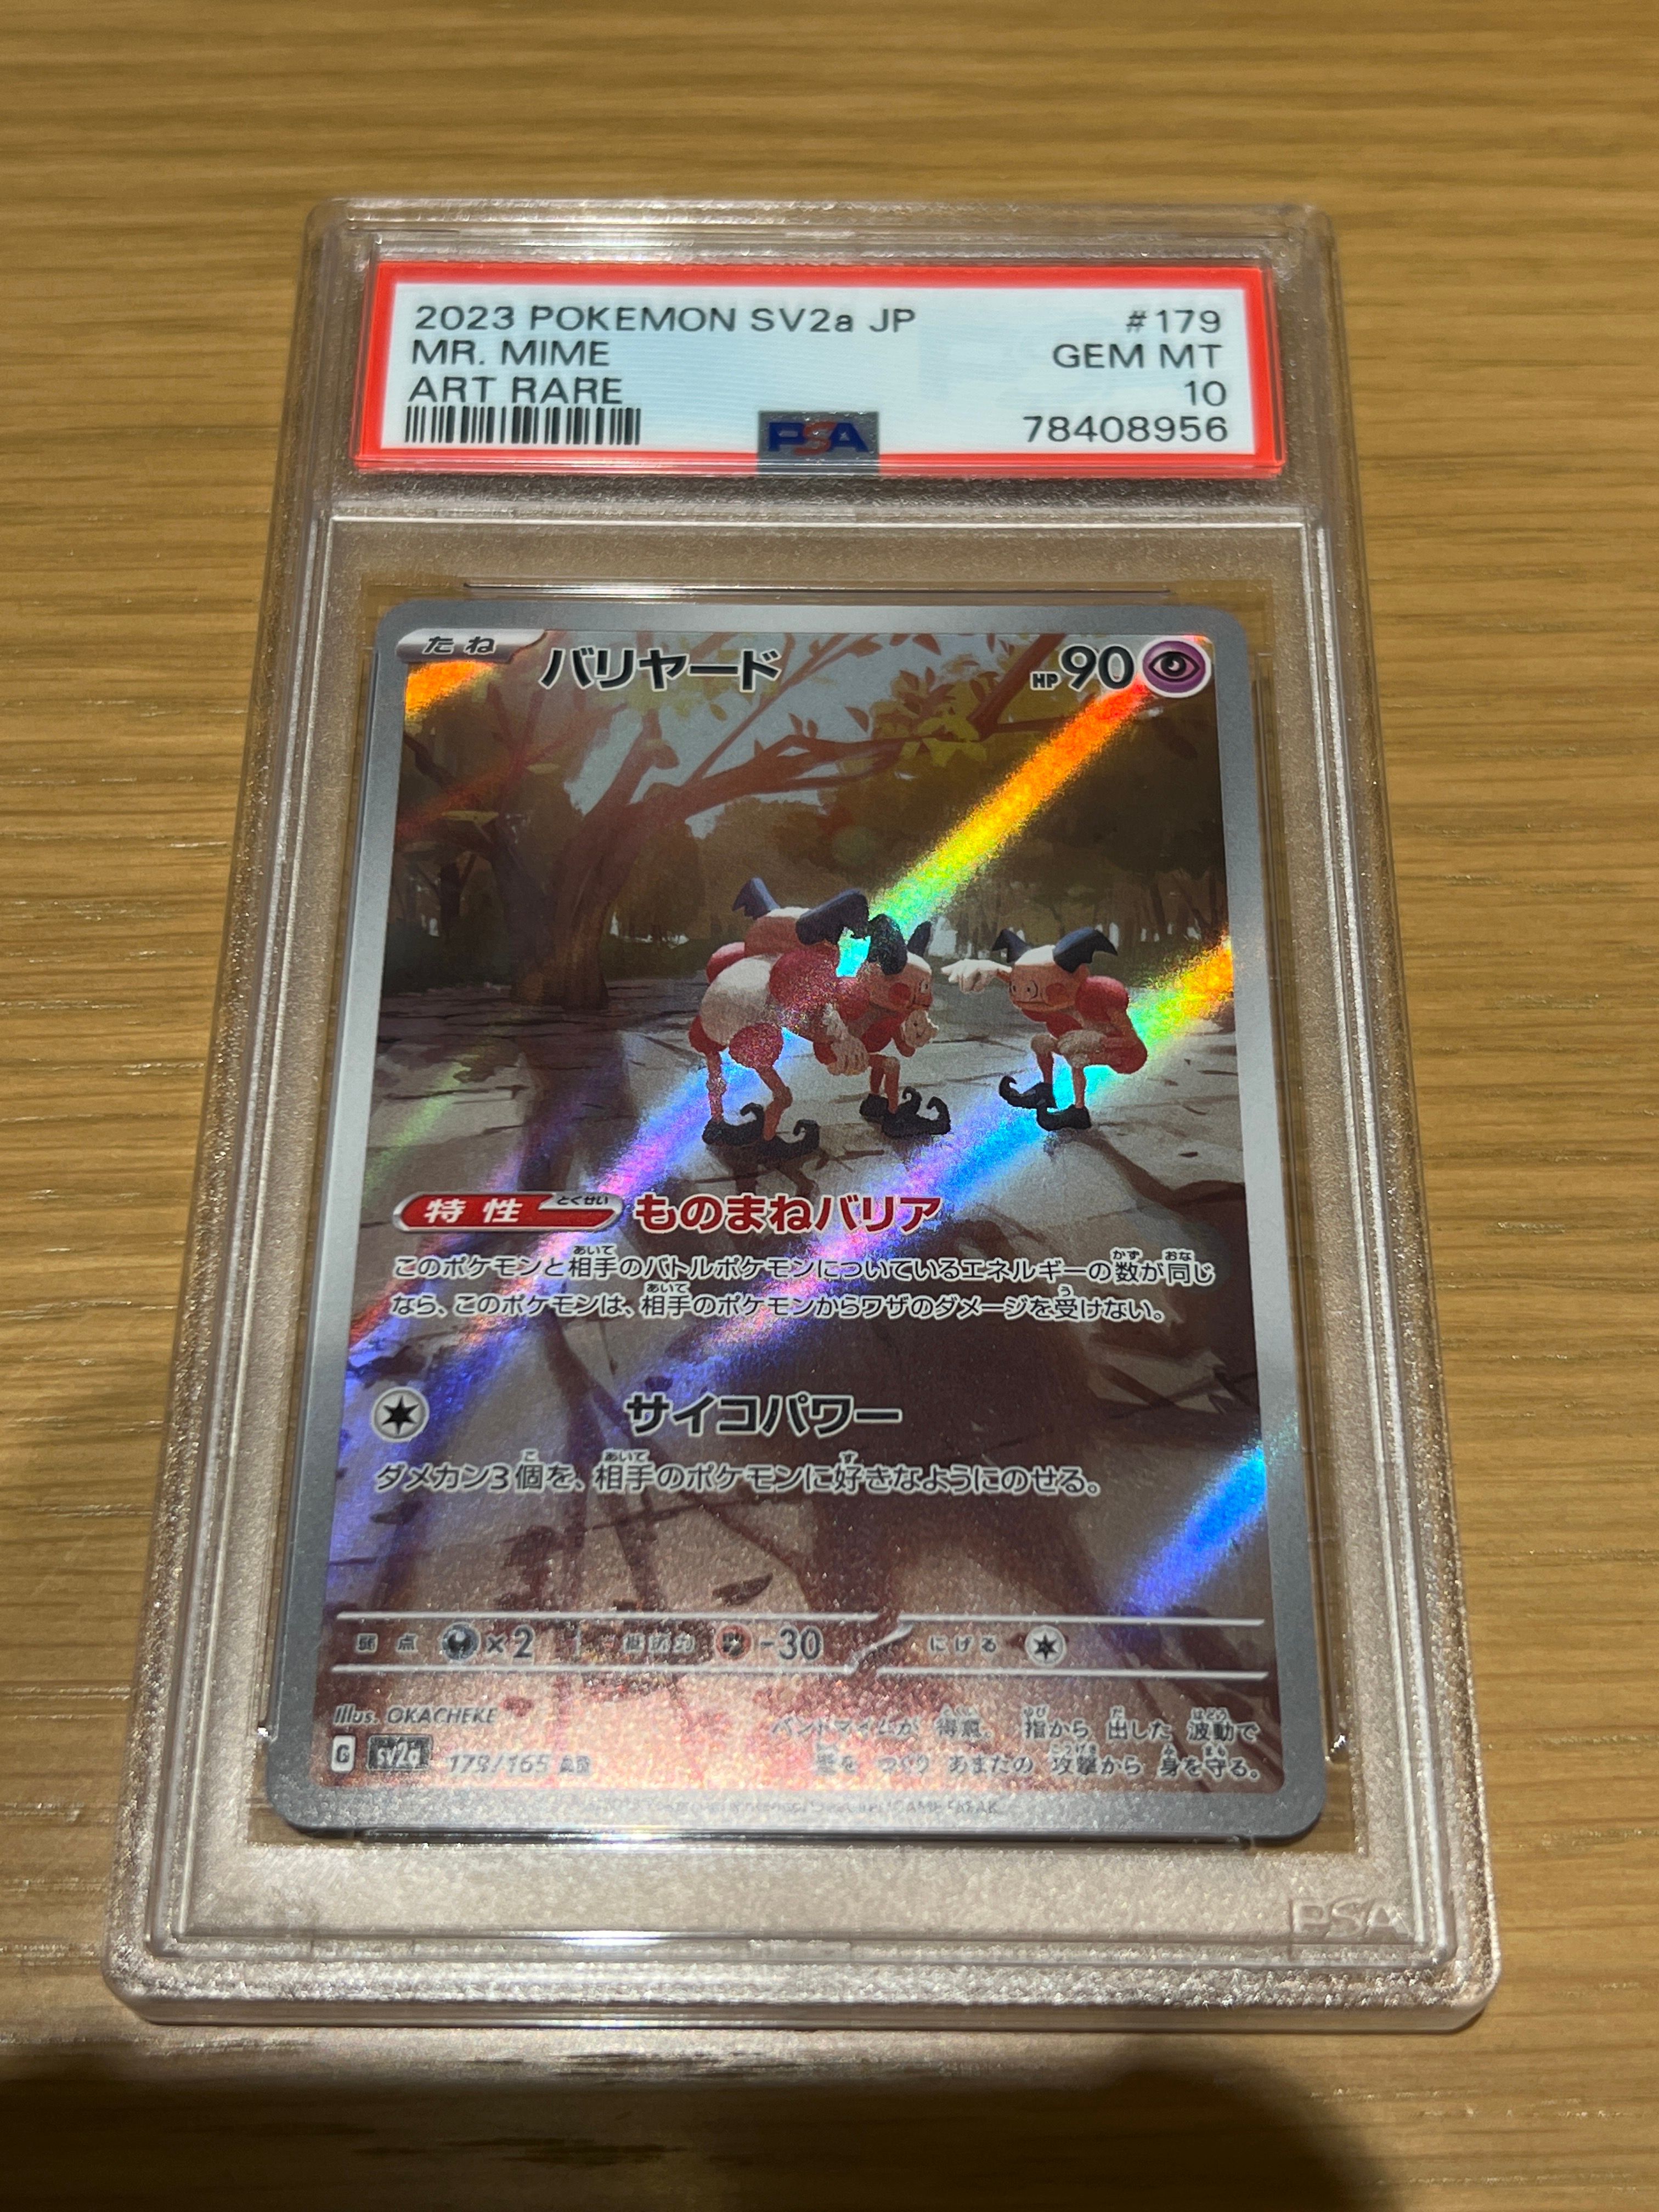 2023 POKEMON SV2a JP #179
MR. MIME GEM MT
ART RARE 10
PSA 78408956
たね バリヤード HP90
特性 とくせい ものまねバリア
このポケモンと相手のバトルポケモンについているエネルギーの数が同じ
なら、このポケモンは、相手のポケモンからワザのダメージを受けない。
サイコパワー
ダメカン3個を、相手のポケモンに好きなようにのせる。
弱点 ×2 抵抗力 -30 にげる
Illus. OKACHEKE
パントマイムが 得意。 指から 出した 波動で
G sv2a 179/165 AR 壁を つくり あまたの 攻撃から 身を守る。
PSA